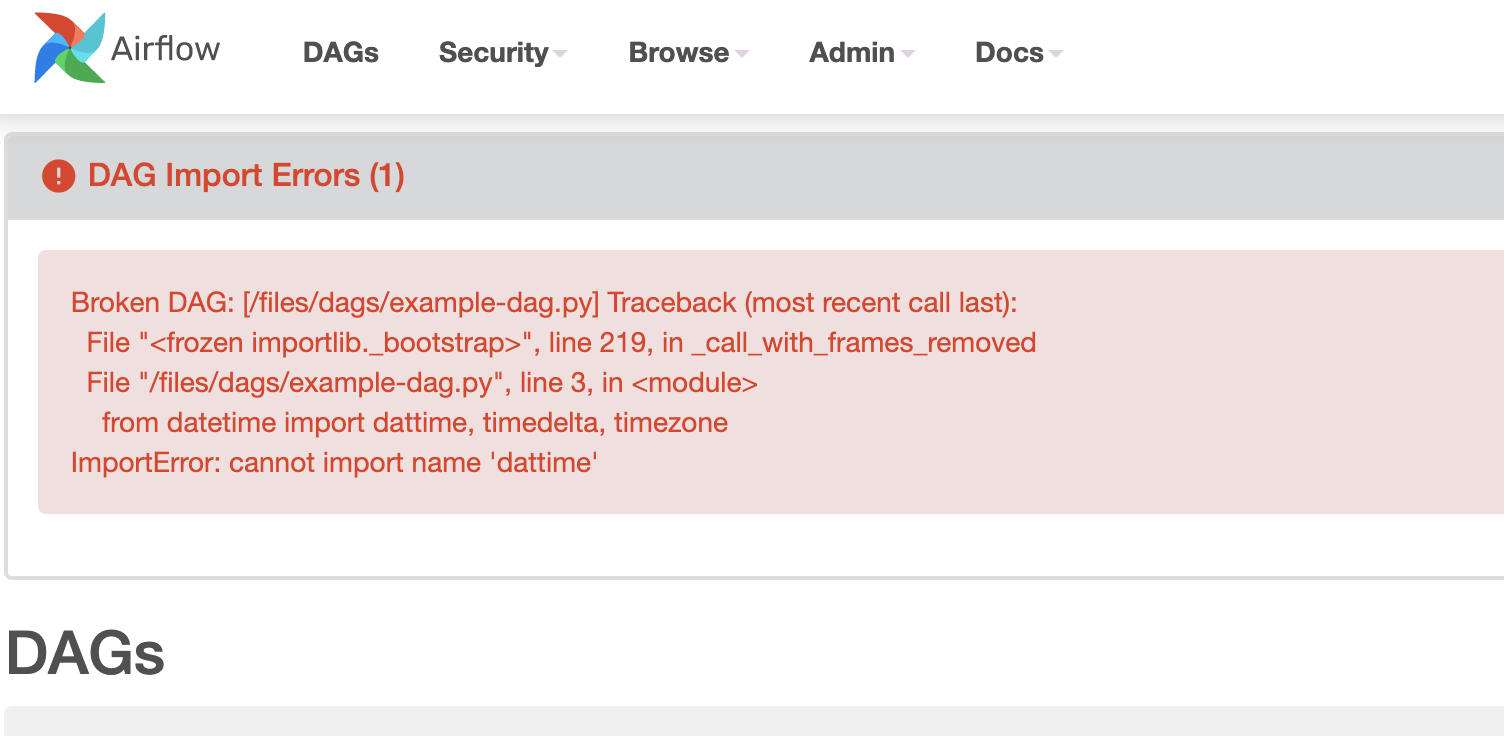 Airflow DAGs Security Browse Admin Docs
DAG Import Errors (1)
Broken DAG: [/files/dags/example-dag.py] Traceback (most recent call last):
File "<frozen importlib._bootstrap>", line 219, in _call_with_frames_removed
File "/files/dags/example-dag.py", line 3, in <module>
from datetime import dattime, timedelta, timezone
ImportError: cannot import name 'dattime'
DAGs